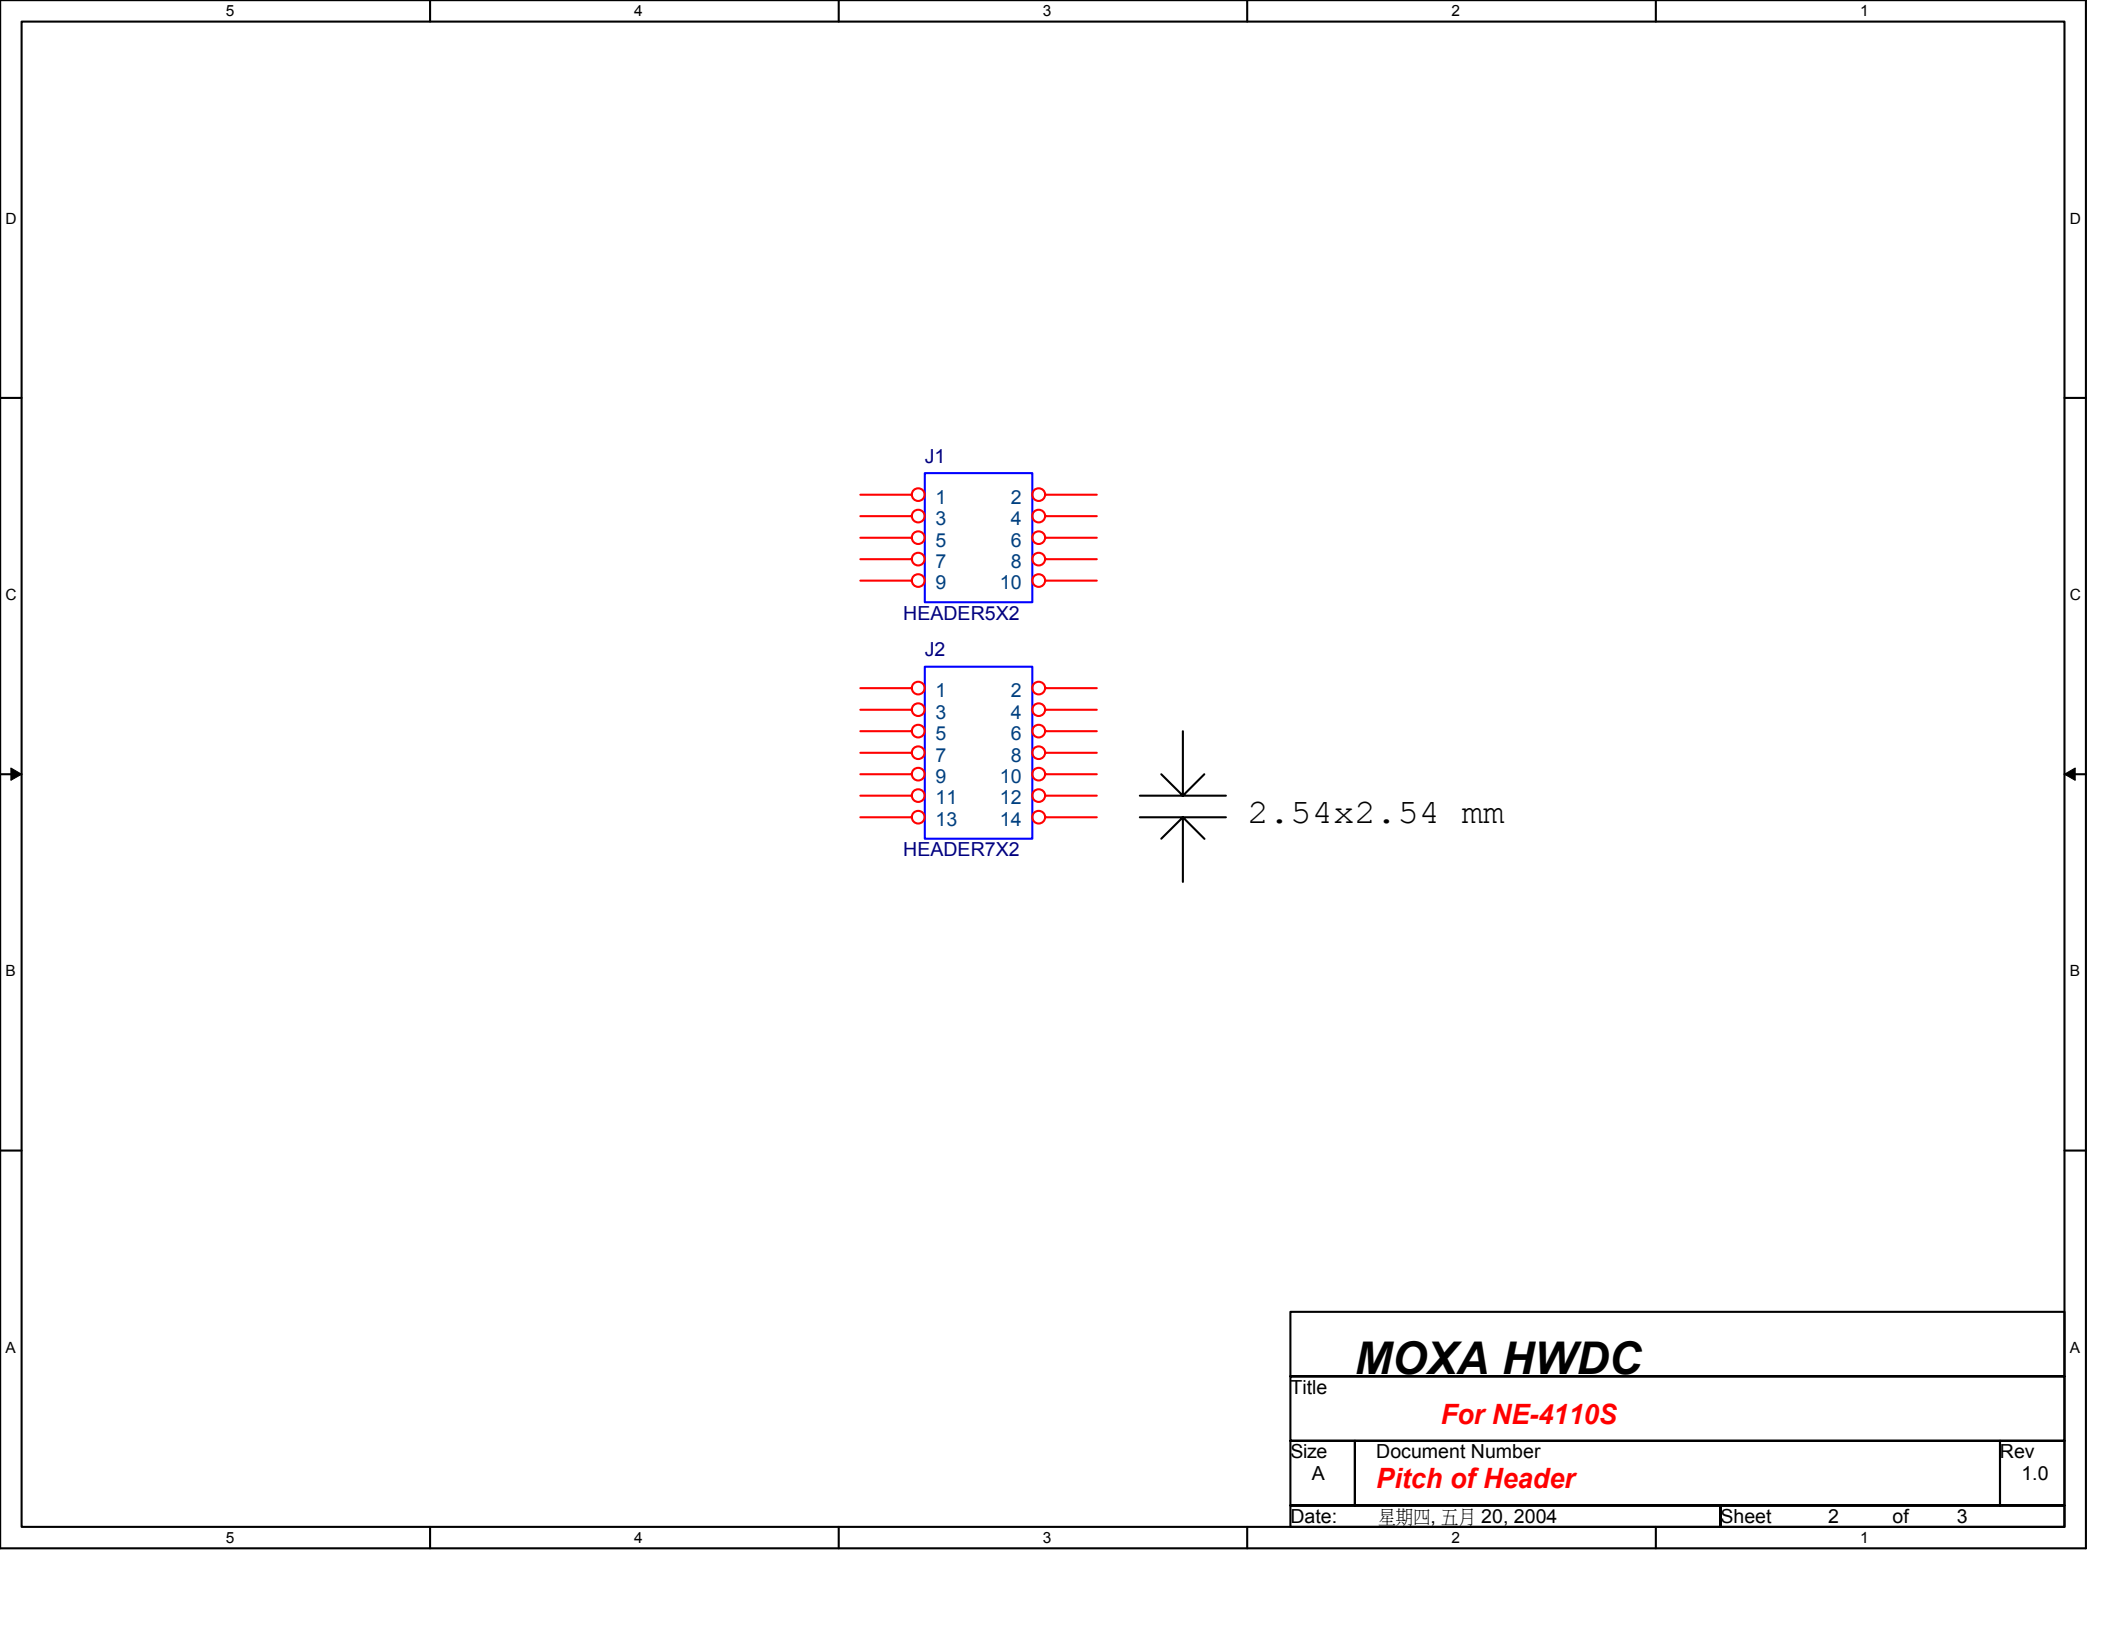 5 4 3 2 1
D D
J1
1 2
3 4
5 6
7 8
9 10
HEADER5X2
C C
J2
1 2
3 4
5 6
7 8
9 10
11 12
13 14
HEADER7X2
2.54x2.54 mm
B B
A A
MOXA HWDC
Title
For NE-4110S
Size Document Number Rev
A Pitch of Header 1.0
Date: 星期四, 五月 20, 2004 Sheet 2 of 3
5 4 3 2 1